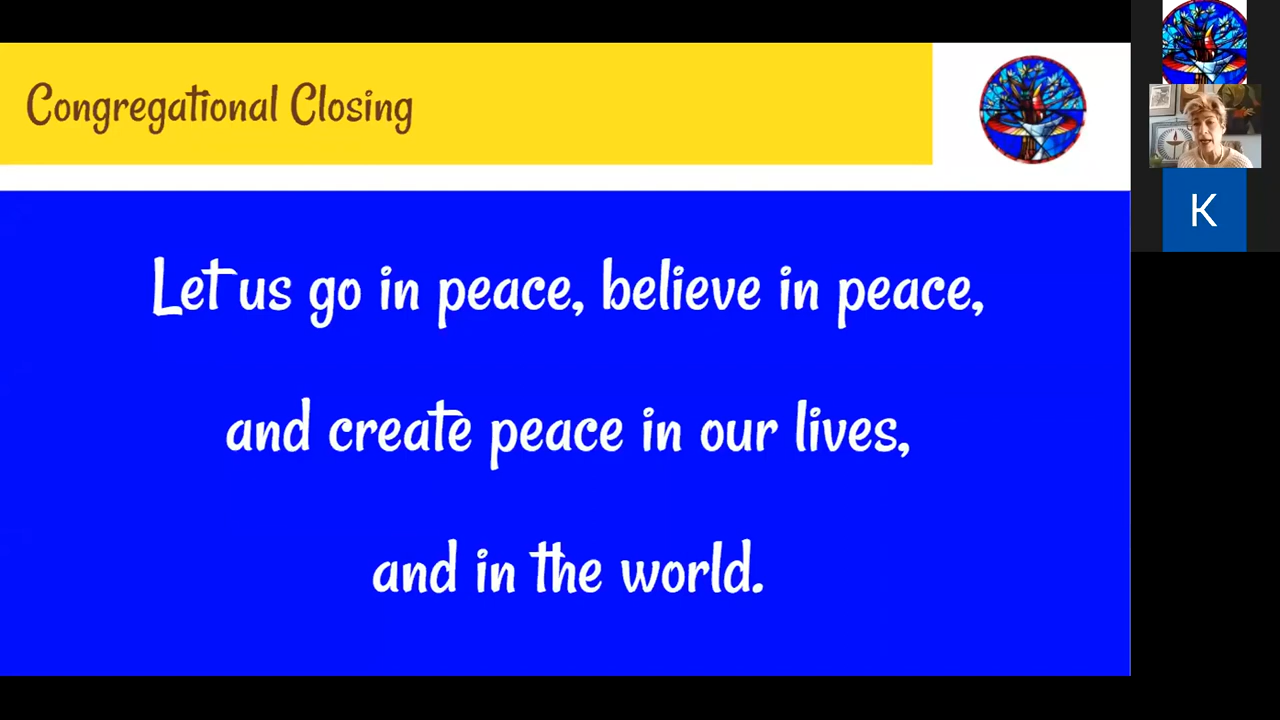 Congregational Closing
Let us go in peace, believe in peace,
and create peace in our lives,
and in the world.
K